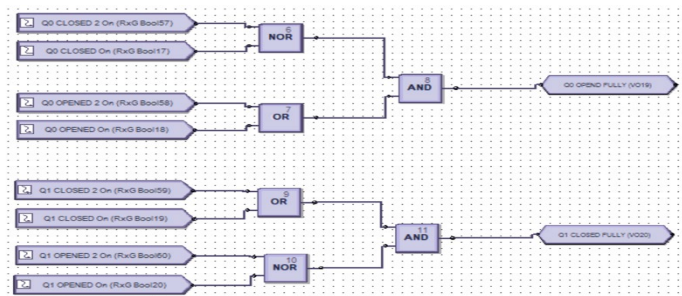 Q0 CLOSED 2 On (RxG Bool57)
6
NOR
Q0 CLOSED On (RxG Bool17)
8
AND
Q0 OPEND FULLY (VO19)
Q0 OPENED 2 On (RxG Bool58)
7
OR
Q0 OPENED On (RxG Bool18)
Q1 CLOSED 2 On (RxG Bool59)
9
OR
Q1 CLOSED On (RxG Bool19)
11
AND
Q1 CLOSED FULLY (VO20)
Q1 OPENED 2 On (RxG Bool60)
10
NOR
Q1 OPENED On (RxG Bool20)